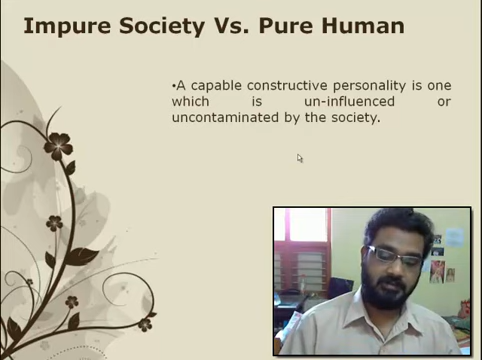 Impure Society Vs. Pure Human
•A capable constructive personality is one
which is un-influenced or
uncontaminated by the society.